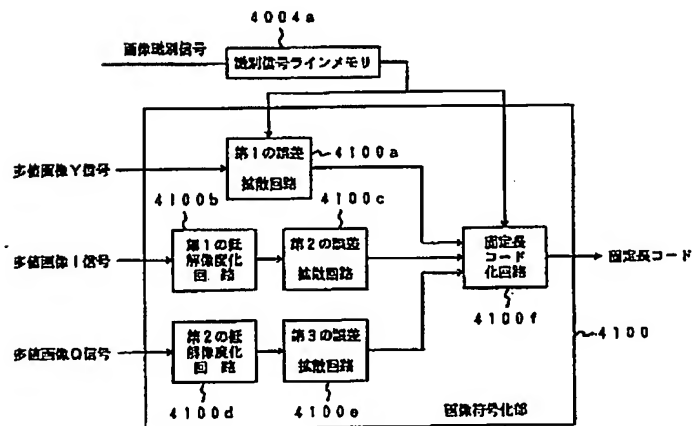 4004a
画像識別信号
識別信号ラインメモリ
多値画像Y信号
第1の誤差
拡散回路
4100a
4100b
4100c
多値画像I信号
第1の低
解像度化
回 路
第2の誤差
拡散回路
固定長
コード
化回路
固定長コード
4100f
4100
多値画像Q信号
第2の低
解像度化
回 路
第3の誤差
拡散回路
4100d
4100e
画像符号化部